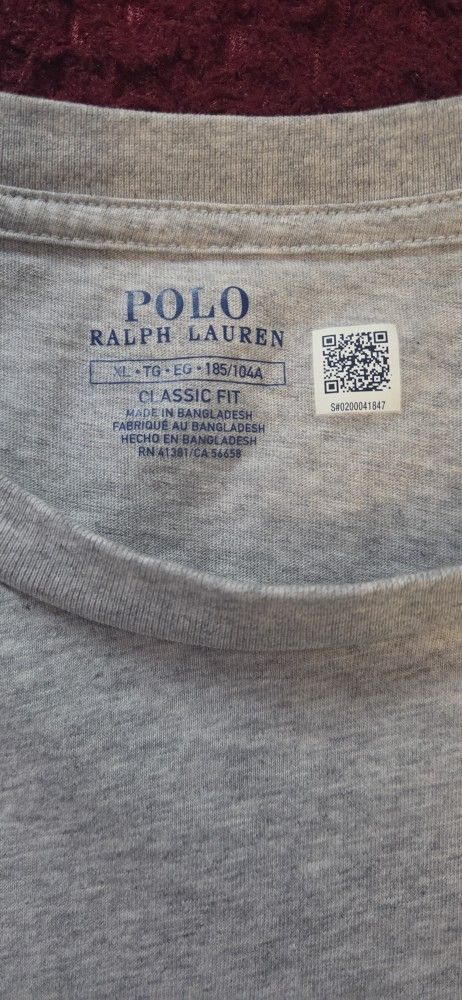 POLO
RALPH LAUREN
XL • TG • EG • 185/104A
CLASSIC FIT
MADE IN BANGLADESH
FABRIQUÉ AU BANGLADESH
HECHO EN BANGLADESH
RN 41381/CA 56658
S#0200041847